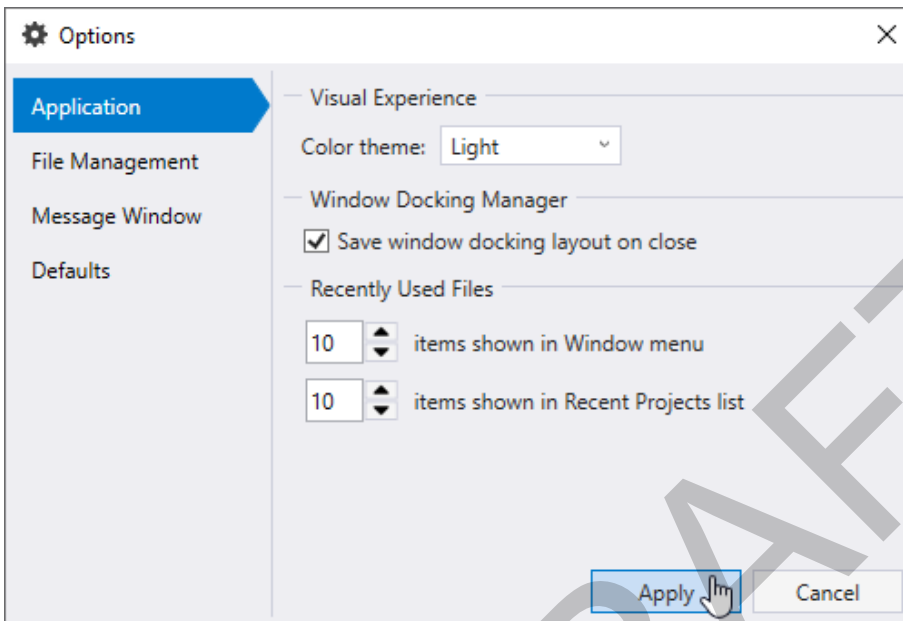 Options
Application
File Management
Message Window
Defaults
Visual Experience
Color theme: Light
Window Docking Manager
Save window docking layout on close
Recently Used Files
10 items shown in Window menu
10 items shown in Recent Projects list
Apply
Cancel